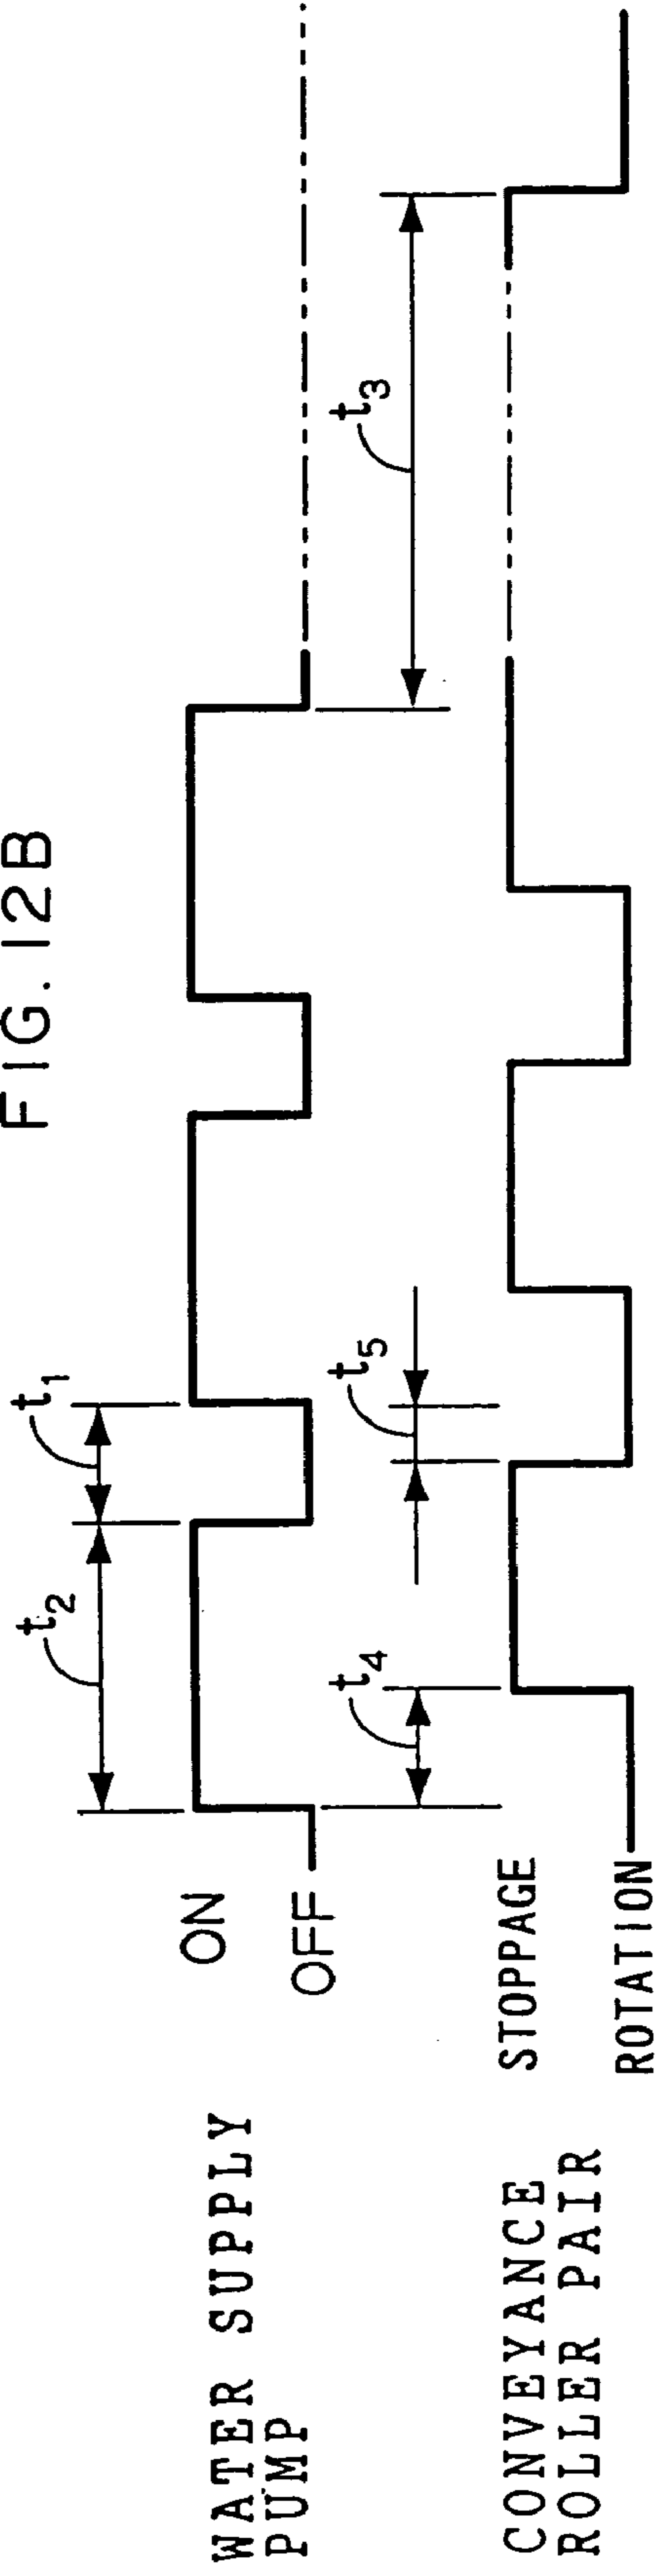 FIG. 12B
WATER SUPPLY
PUMP
ON
OFF
t2
t1
t4
t5
t3
CONVEYANCE
ROLLER PAIR
STOPPAGE
ROTATION